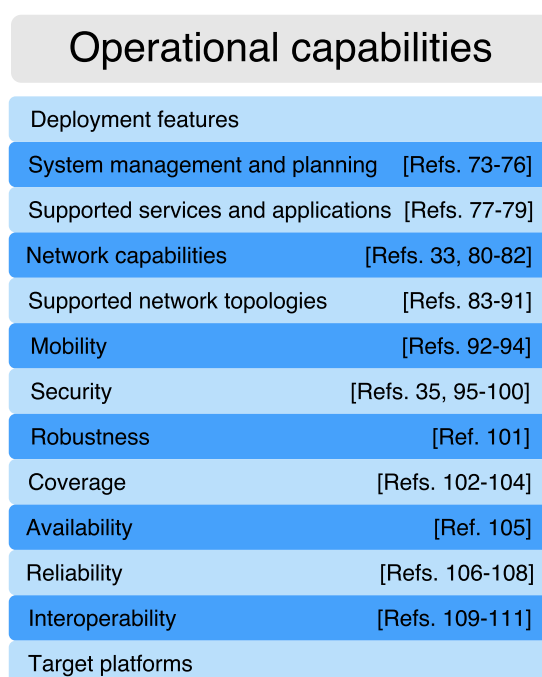 Operational capabilities
Deployment features
System management and planning [Refs. 73-76]
Supported services and applications [Refs. 77-79]
Network capabilities [Refs. 33, 80-82]
Supported network topologies [Refs. 83-91]
Mobility [Refs. 92-94]
Security [Refs. 35, 95-100]
Robustness [Ref. 101]
Coverage [Refs. 102-104]
Availability [Ref. 105]
Reliability [Refs. 106-108]
Interoperability [Refs. 109-111]
Target platforms